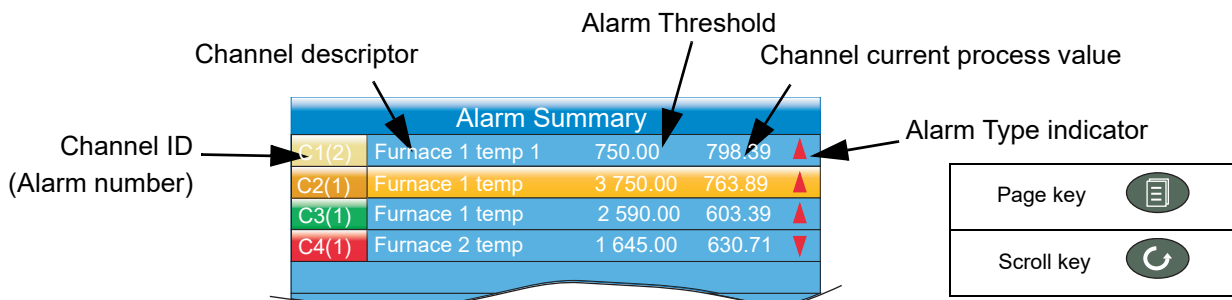 Alarm Threshold
Channel descriptor
Channel current process value
Alarm Summary
Channel ID
(Alarm number)
Alarm Type indicator
C1(2) Furnace 1 temp 1 750.00 798.39
C2(1) Furnace 1 temp 3 750.00 763.89
C3(1) Furnace 1 temp 2 590.00 603.39
C4(1) Furnace 2 temp 1 645.00 630.71
Page key
Scroll key